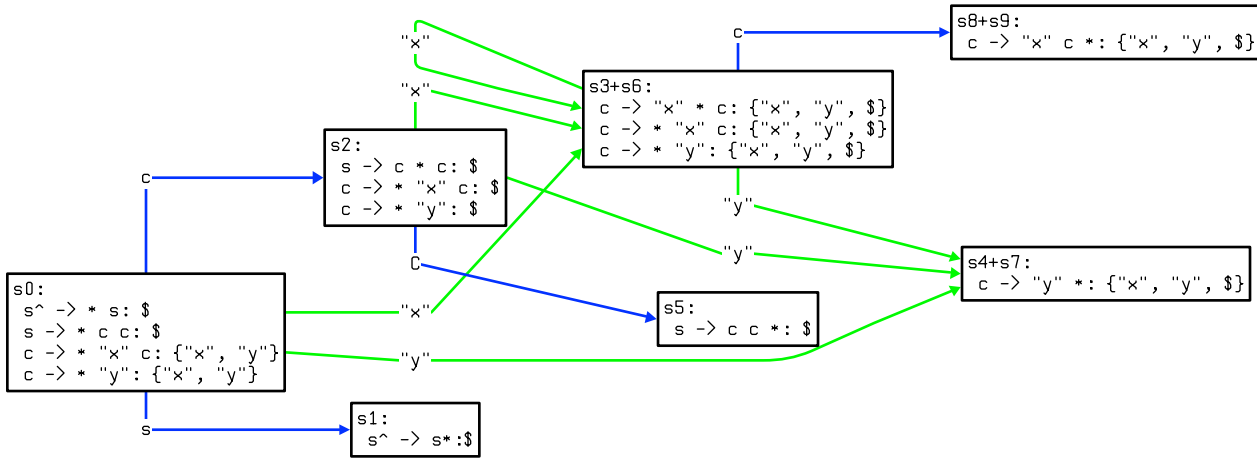 s8+s9:
c -> "x" c *: {"x", "y", $}
c
"x"
"x"
s3+s6:
c -> "x" * c: {"x", "y", $}
c -> * "x" c: {"x", "y", $}
c -> * "y": {"x", "y, $}
s2:
s -> c * c: $
c -> * "x" c: $
c -> * "y": $
c
"y"
"y"
C
s4+s7:
c -> "y" *: {"x", "y", $}
s0:
s^ -> * s: $
s -> * c c: $
c -> * "x" c: {"x", "y"}
c -> * "y": {"x", "y"}
"x"
"y"
s5:
s -> c c *: $
s
s1:
s^ -> s*:$